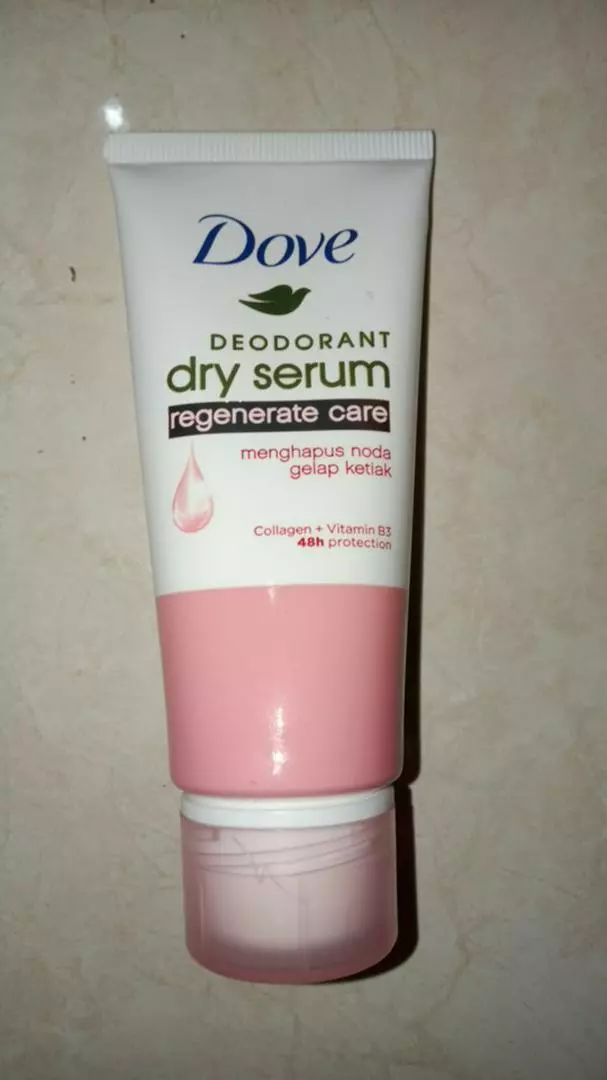 Dove
DEODORANT
dry serum
regenerate care
menghapus noda
gelap ketiak
Collagen + Vitamin B3
48h protection